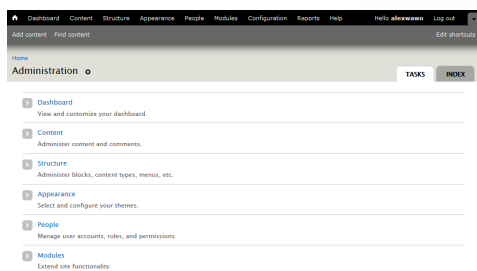 Dashboard Content Structure Appearance People Modules Configuration Reports Help Hello alexwawo Log out
Add content Find content Edit shortcuts
Home
Administration
TASKS INDEX
Dashboard
View and customize your dashboard.
Content
Administer content and comments.
Structure
Administer blocks, content types, menus, etc.
Appearance
Select and configure your themes.
People
Manage user accounts, roles, and permissions.
Modules
Extend site functionality.